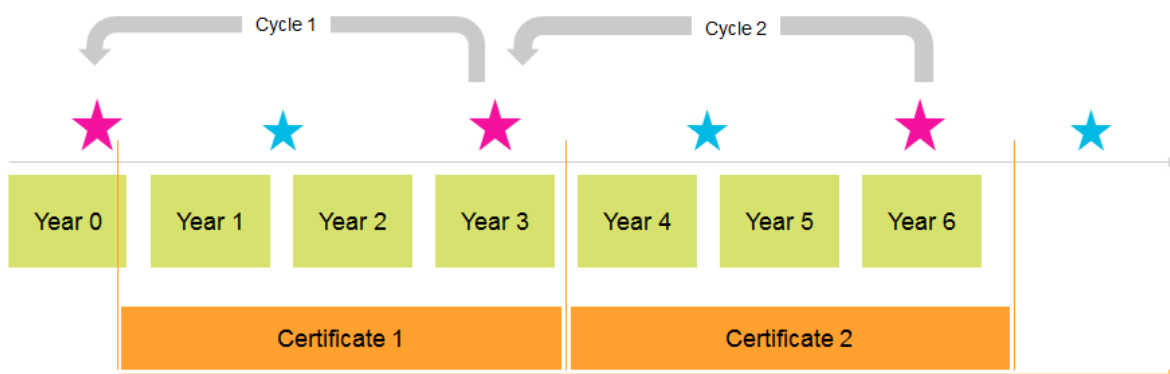 Cycle 1
Cycle 2
Year 0
Year 1
Year 2
Year 3
Year 4
Year 5
Year 6
Certificate 1
Certificate 2